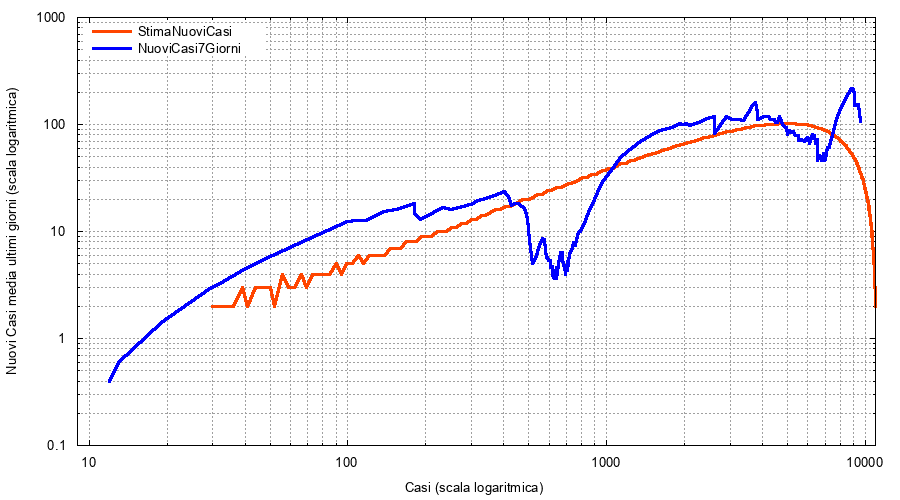 1000
StimaNuoviCasi
NuoviCasi7Giorni
100
10
1
0.1
10
100
1000
10000
Nuovi Casi media ultimi giorni (scala logaritmica)
Casi (scala logaritmica)